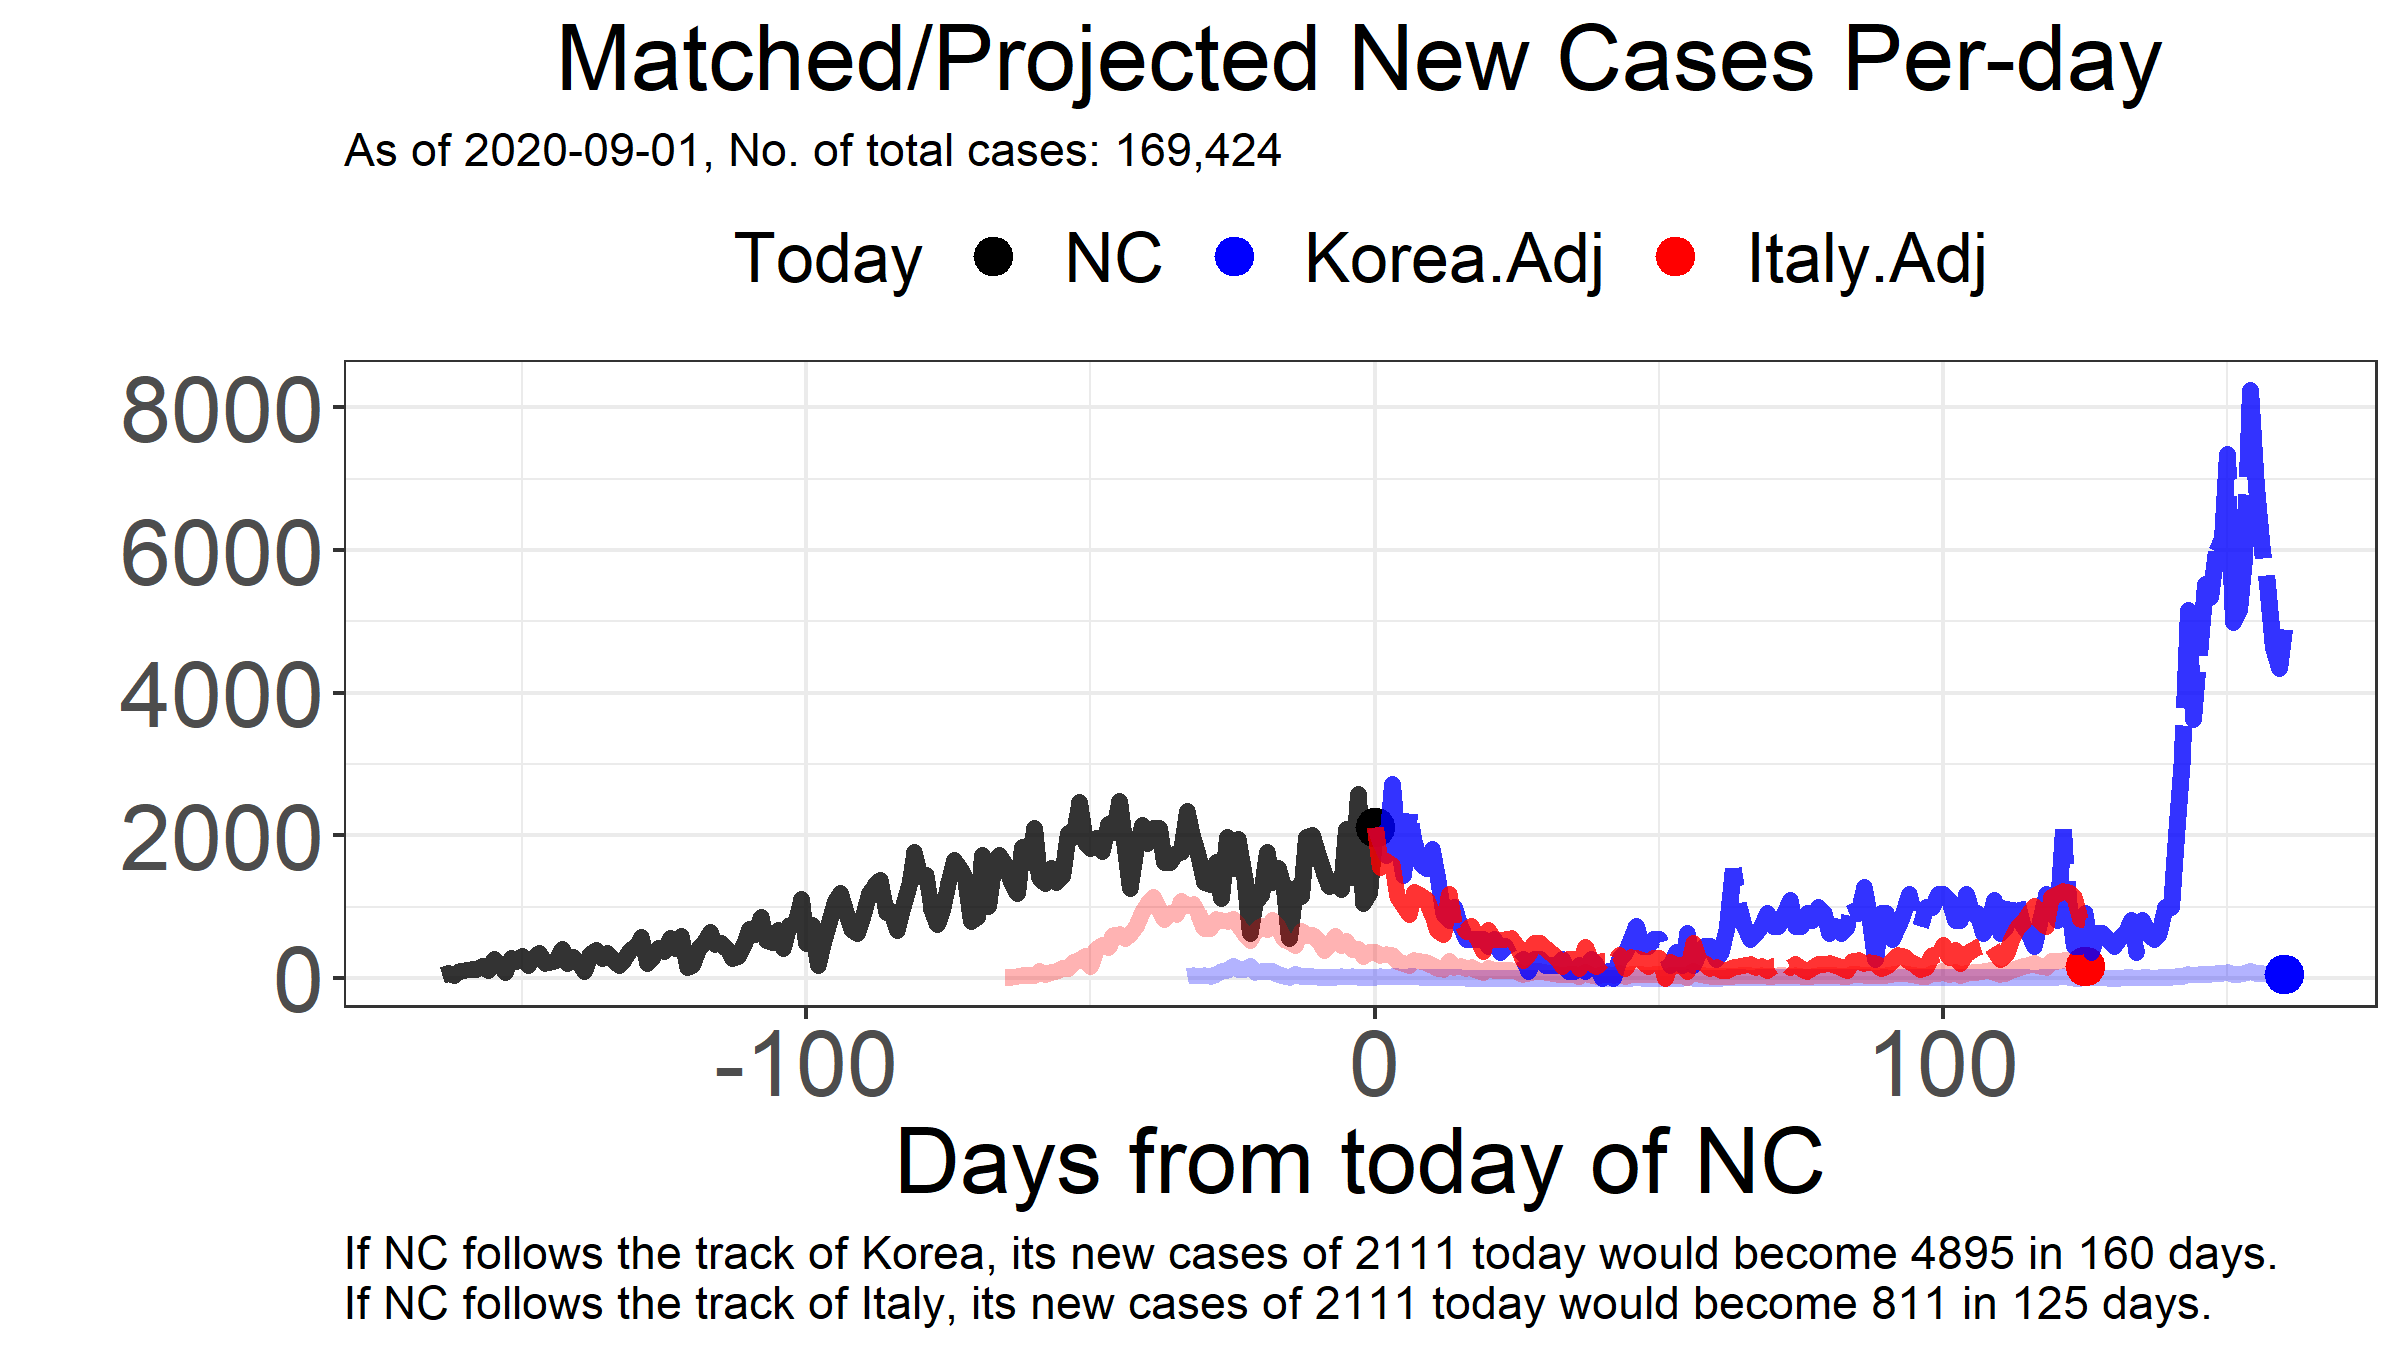 Matched/Projected New Cases Per-day
As of 2020-09-01, No. of total cases: 169,424
Today NC Korea.Adj Italy.Adj
8000
6000
4000
2000
0
-100 0 100
Days from today of NC
If NC follows the track of Korea, its new cases of 2111 today would become 4895 in 160 days.
If NC follows the track of Italy, its new cases of 2111 today would become 811 in 125 days.